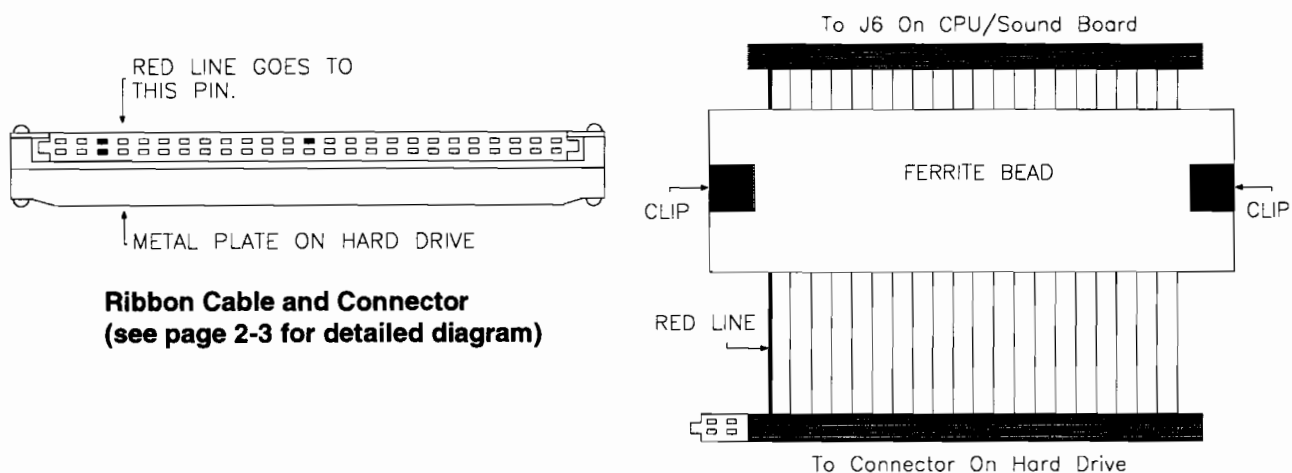 RED LINE GOES TO
THIS PIN.
METAL PLATE ON HARD DRIVE
Ribbon Cable and Connector
(see page 2-3 for detailed diagram)
To J6 On CPU/Sound Board
FERRITE BEAD
CLIP
CLIP
RED LINE
To Connector On Hard Drive